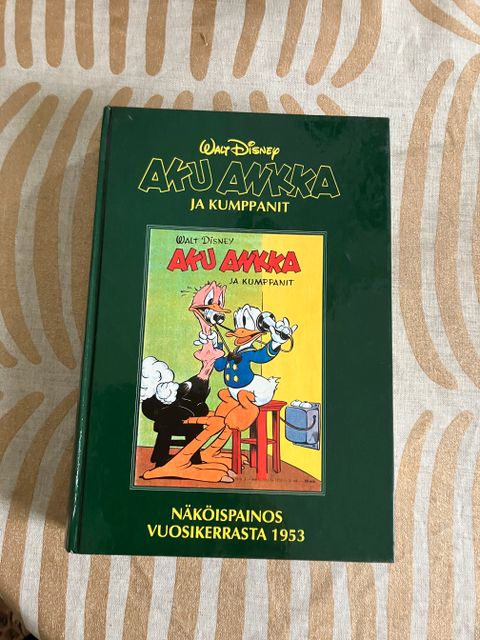 WALT DISNEY
AKU ANKKA
JA KUMPPANIT
WALT DISNEY
AKU ANKKA
JA KUMPPANIT
NÄKÖISPAINOS
VUOSIKERRASTA 1953